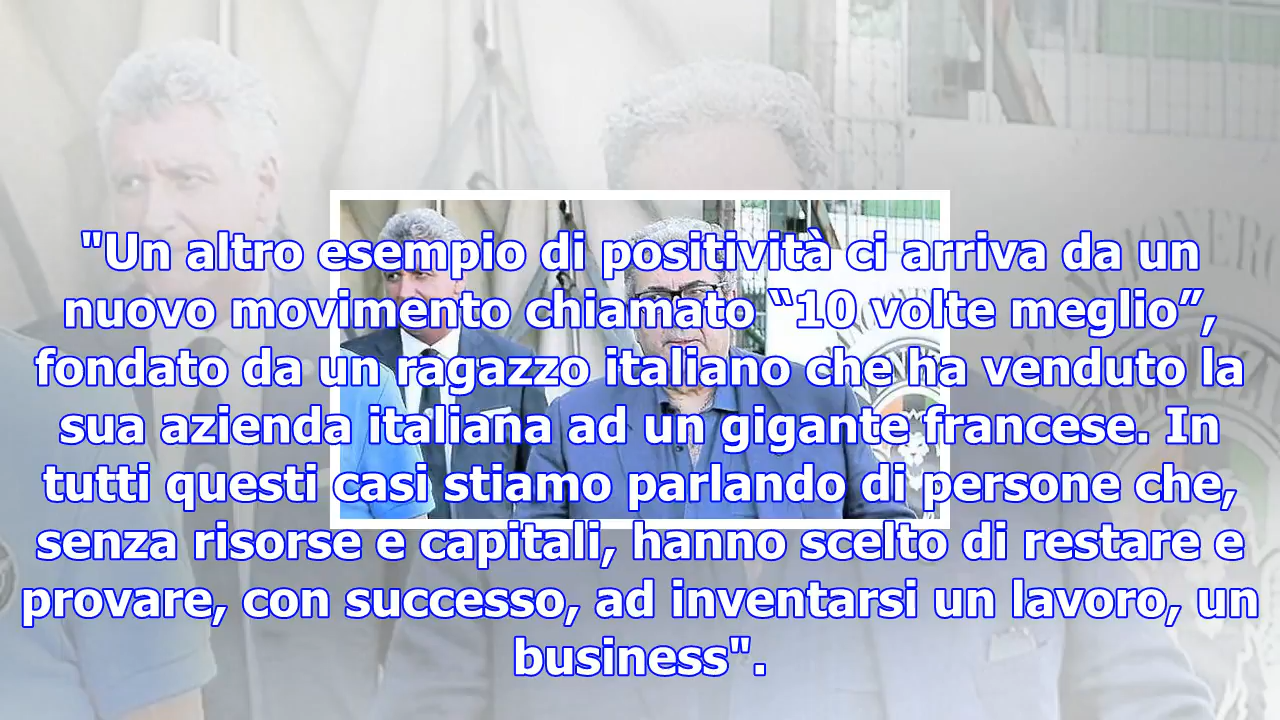 "Un altro esempio di positività ci arriva da un
nuovo movimento chiamato “10 volte meglio”,
fondato da un ragazzo italiano che ha venduto la
sua azienda italiana ad un gigante francese. In
tutti questi casi stiamo parlando di persone che,
senza risorse e capitali, hanno scelto di restare e
provare, con successo, ad inventarsi un lavoro, un
business".